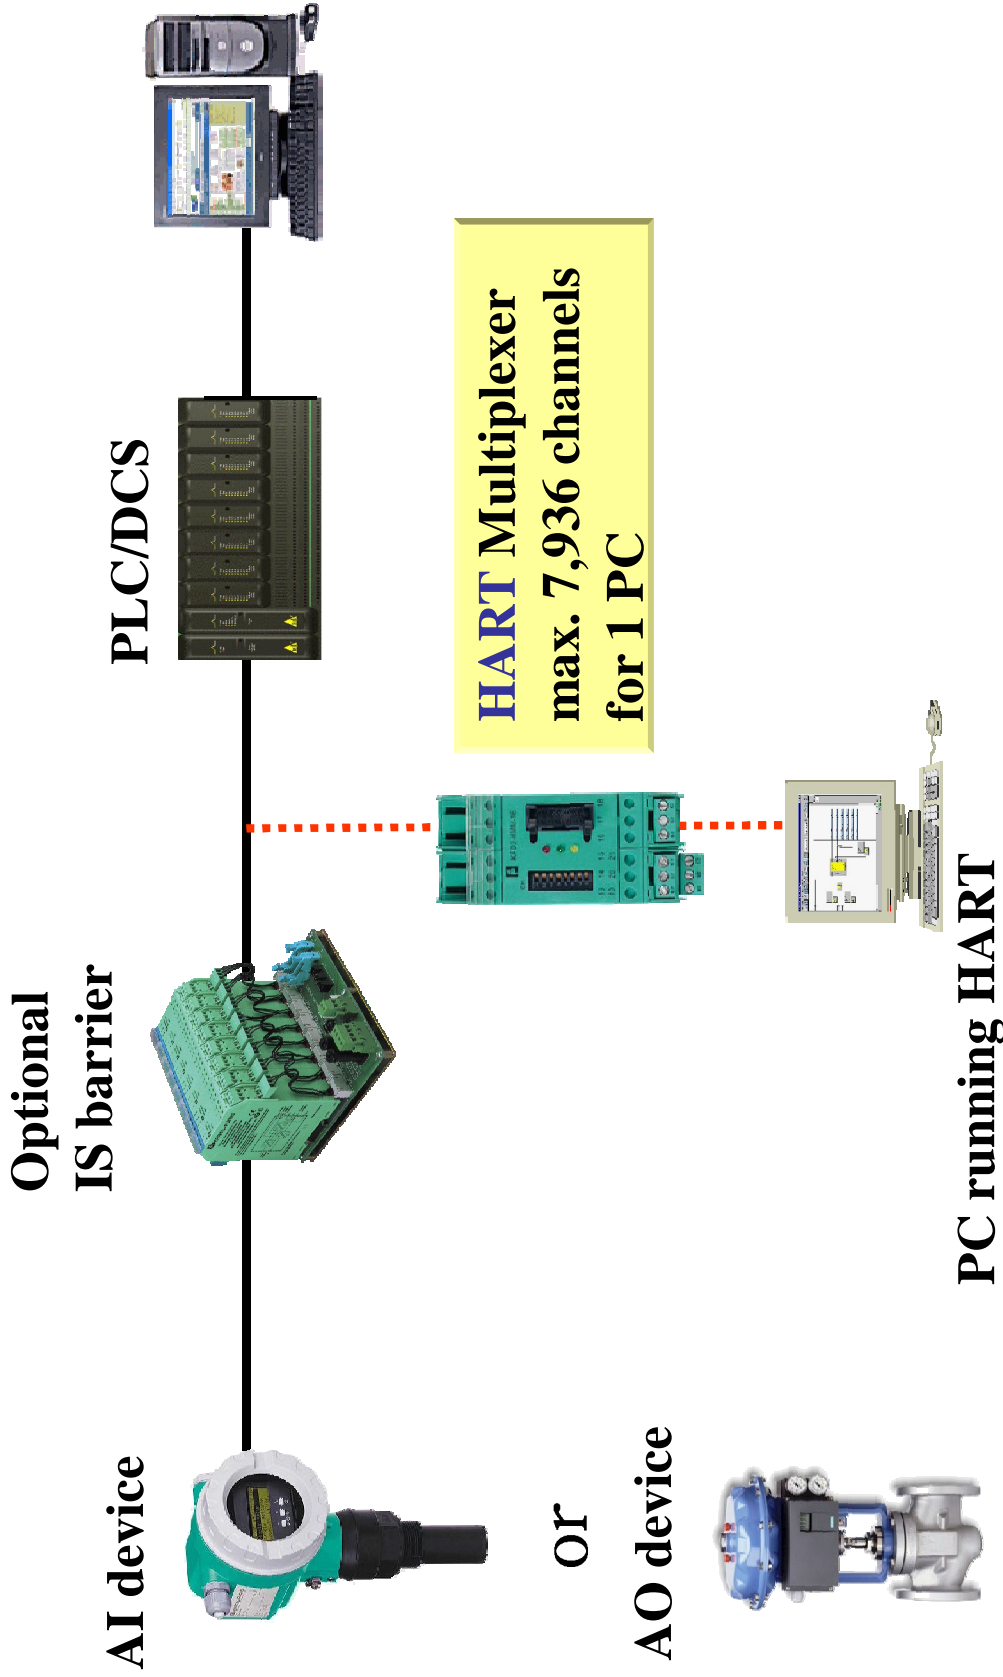 AI device
or
AO device
Optional
IS barrier
PLC/DCS
HART Multiplexer
max. 7,936 channels
for 1 PC
PC running HART